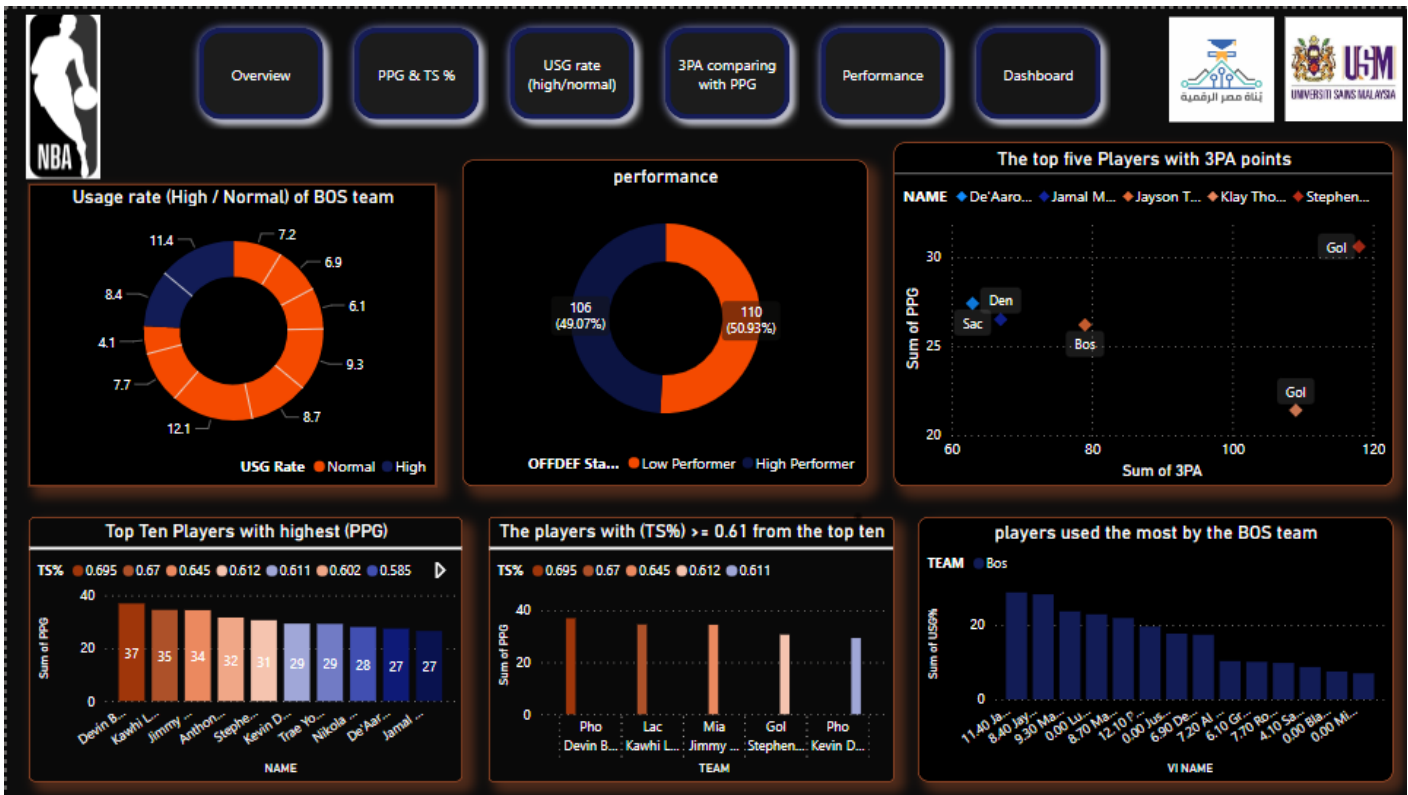 NBA
Overview
PPG & TS %
USG rate
(high/normal)
3PA comparing
with PPG
Performance
Dashboard
بُناة مصر الرقمية
USM
UNIVERSITI SAINS MALAYSIA
Usage rate (High / Normal) of BOS team
11.4
7.2
8.4
6.9
6.1
4.1
9.3
7.7
8.7
12.1
USG Rate Normal High
performance
106
(49.07%)
110
(50.93%)
OFFDEF Sta... Low Performer High Performer
The top five Players with 3PA points
NAME De'Aaro... Jamal M... Jayson T... Klay Tho... Stephen...
Sum of PPG
30
25
20
Gol
Den
Sac
Bos
Gol
60 80 100 120
Sum of 3PA
Top Ten Players with highest (PPG)
TS% 0.695 0.67 0.645 0.612 0.611 0.602 0.585
Sum of PPG
40
20
0
37 35 34 32 31 29 29 28 27 27
Devin B... Kawhi L... Jimmy ... Anthon... Stephe... Kevin D... Trae Yo... Nikola ... De'Aar... Jamal ...
NAME
The players with (TS%) >= 0.61 from the top ten
TS% 0.695 0.67 0.645 0.612 0.611
Sum of PPG
40
20
0
Pho Lac Mia Gol Pho
Devin B... Kawhi L... Jimmy ... Stephen... Kevin D...
TEAM
players used the most by the BOS team
TEAM Bos
Sum of USG%
20
0
11.40 Ja... 8.40 Jay... 9.30 Ma... 0.00 Lu... 8.70 Ma... 12.10 0.00 Jus... 6.90 De... 7.20 Al ... 6.10 Gr... 7.70 Ro... 4.10 Sa... 0.00 Bla... 0.00 Mi...
VI NAME